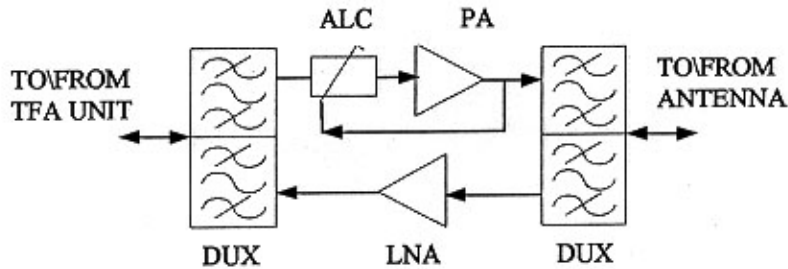 ALC PA
TO\FROM
TFA UNIT
TO\FROM
ANTENNA
DUX LNA DUX